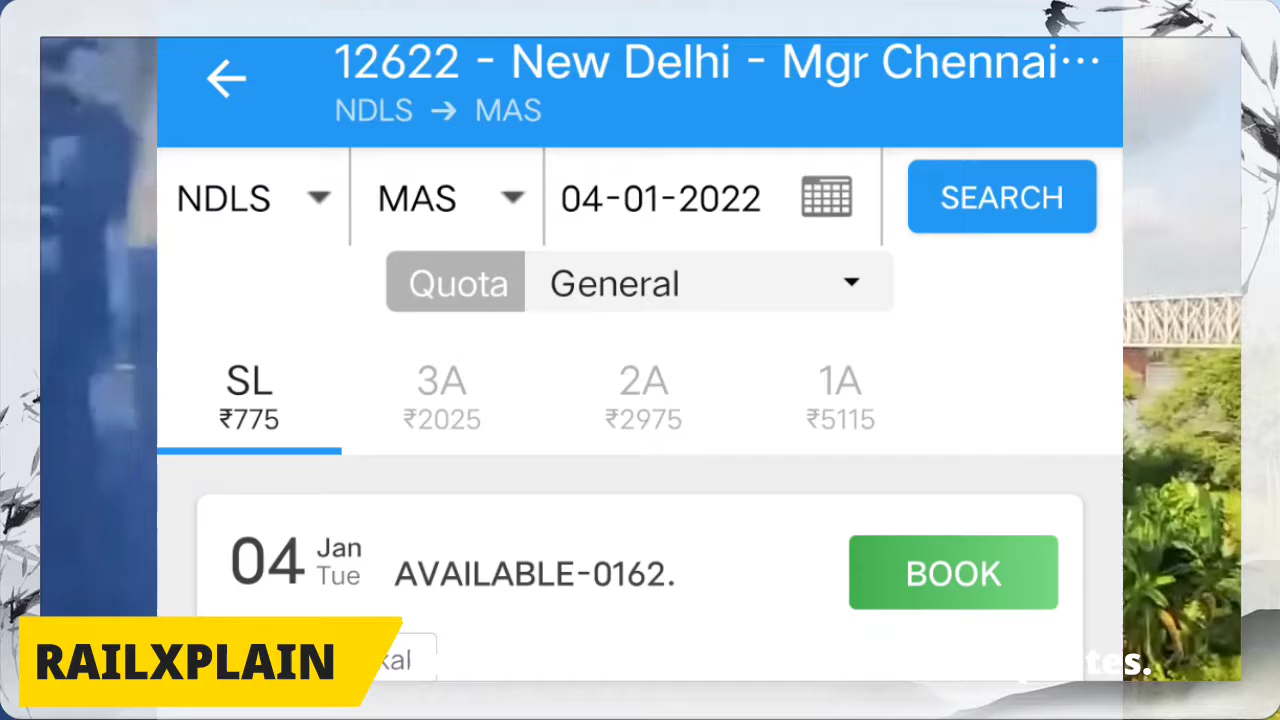 12622 - New Delhi - Mgr Chennai...
NDLS → MAS
NDLS MAS 04-01-2022 SEARCH
Quota General
SL 3A 2A 1A
₹775 ₹2025 ₹2975 ₹5115
04 Jan Tue AVAILABLE-0162. BOOK
RAILXPLAIN